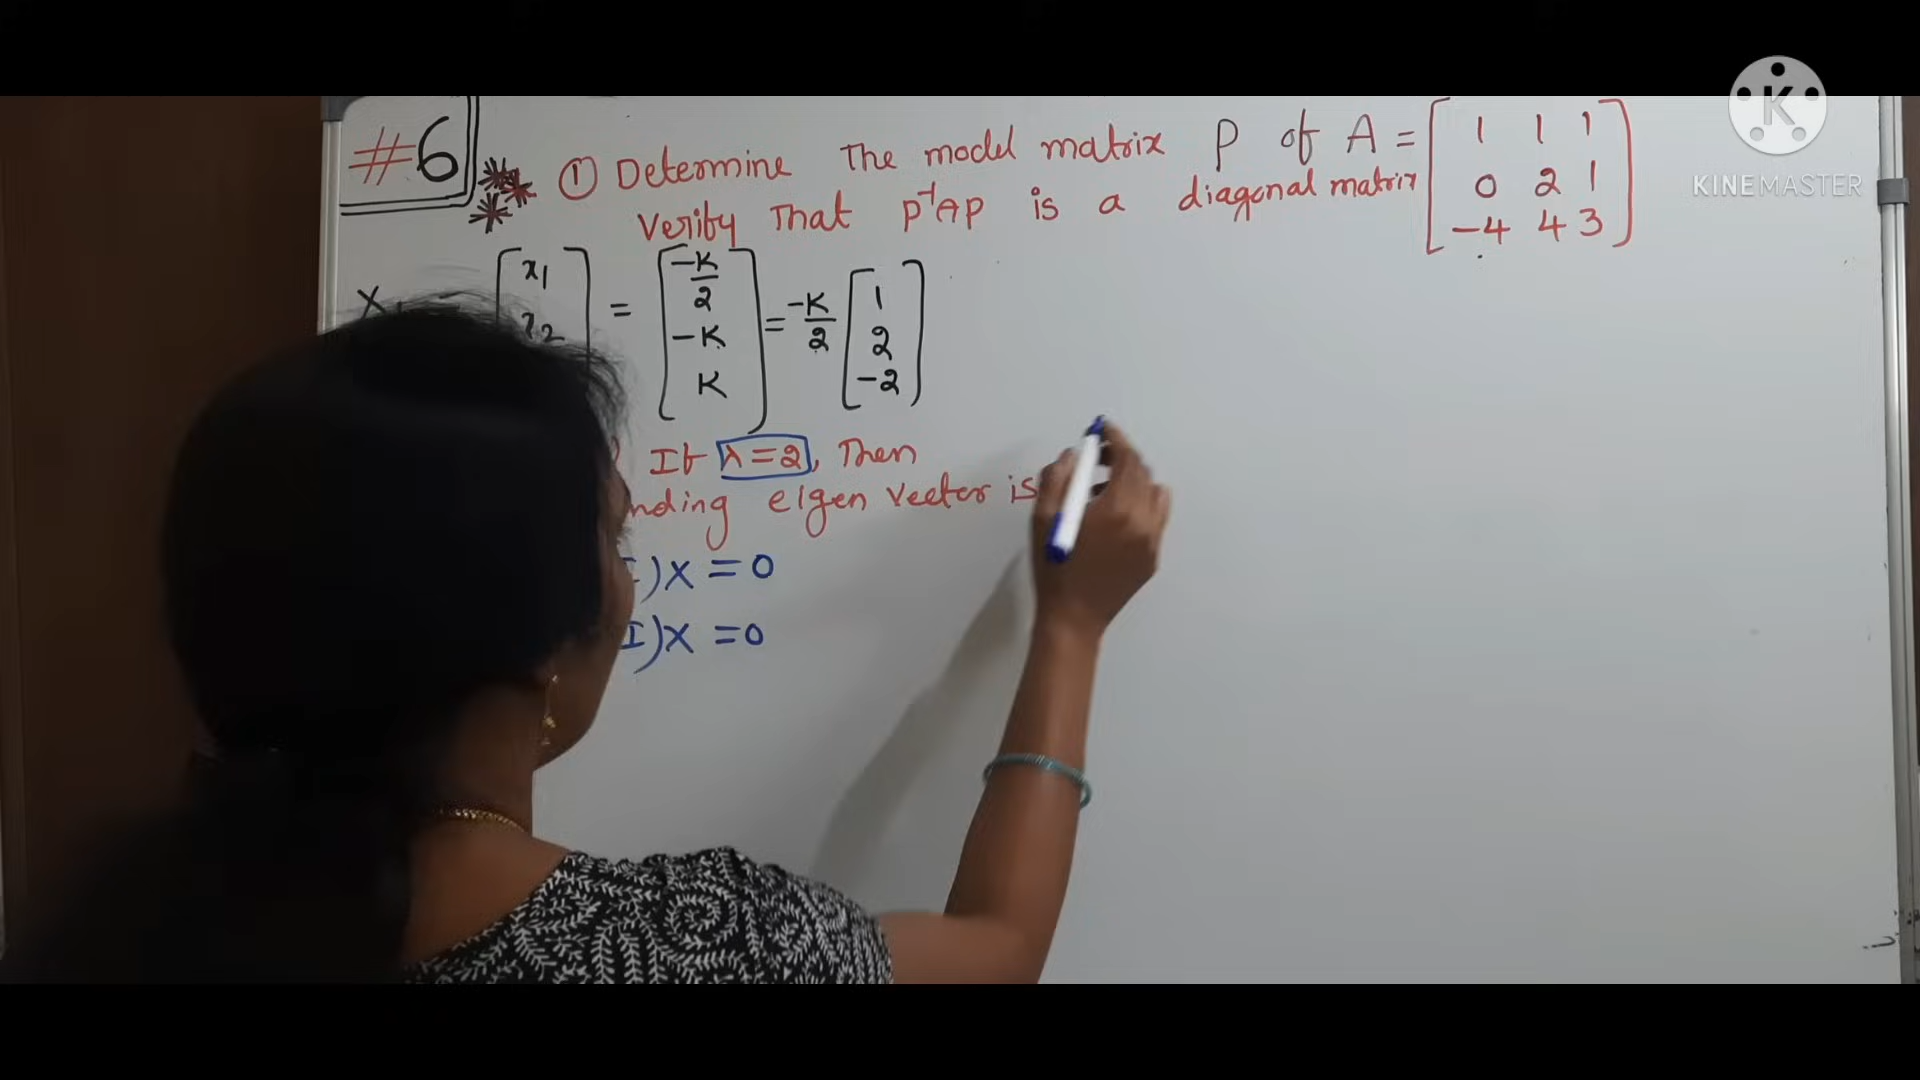 #6
① Determine The model matrix P of A = [1 1 1
0 2 1
-4 4 3]
Verify That P⁻¹AP is a diagonal matrix
X [x1
x2 = [-K/2
-K
K] = -K/2 [1
2
-2]
If λ=2, Then
nding eigen Vector is
)X = 0
I)X = 0
K
KINEMASTER